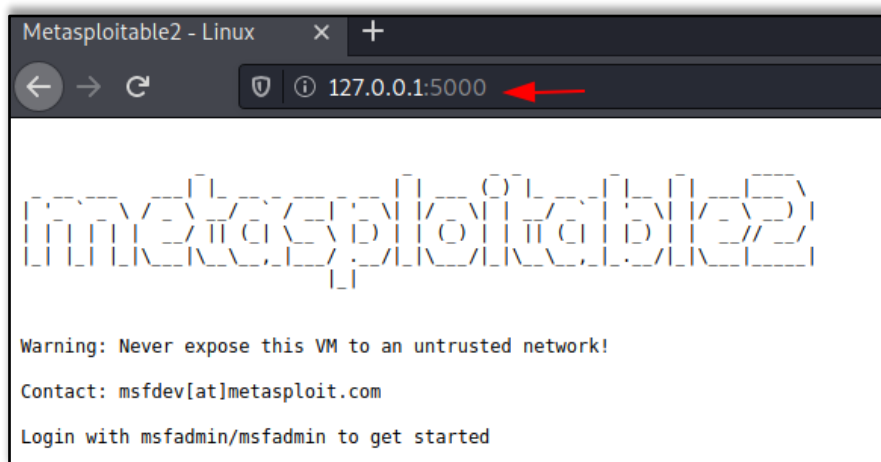 Metasploitable2 - Linux
127.0.0.1:5000
metasploitable2
Warning: Never expose this VM to an untrusted network!
Contact: msfdev[at]metasploit.com
Login with msfadmin/msfadmin to get started